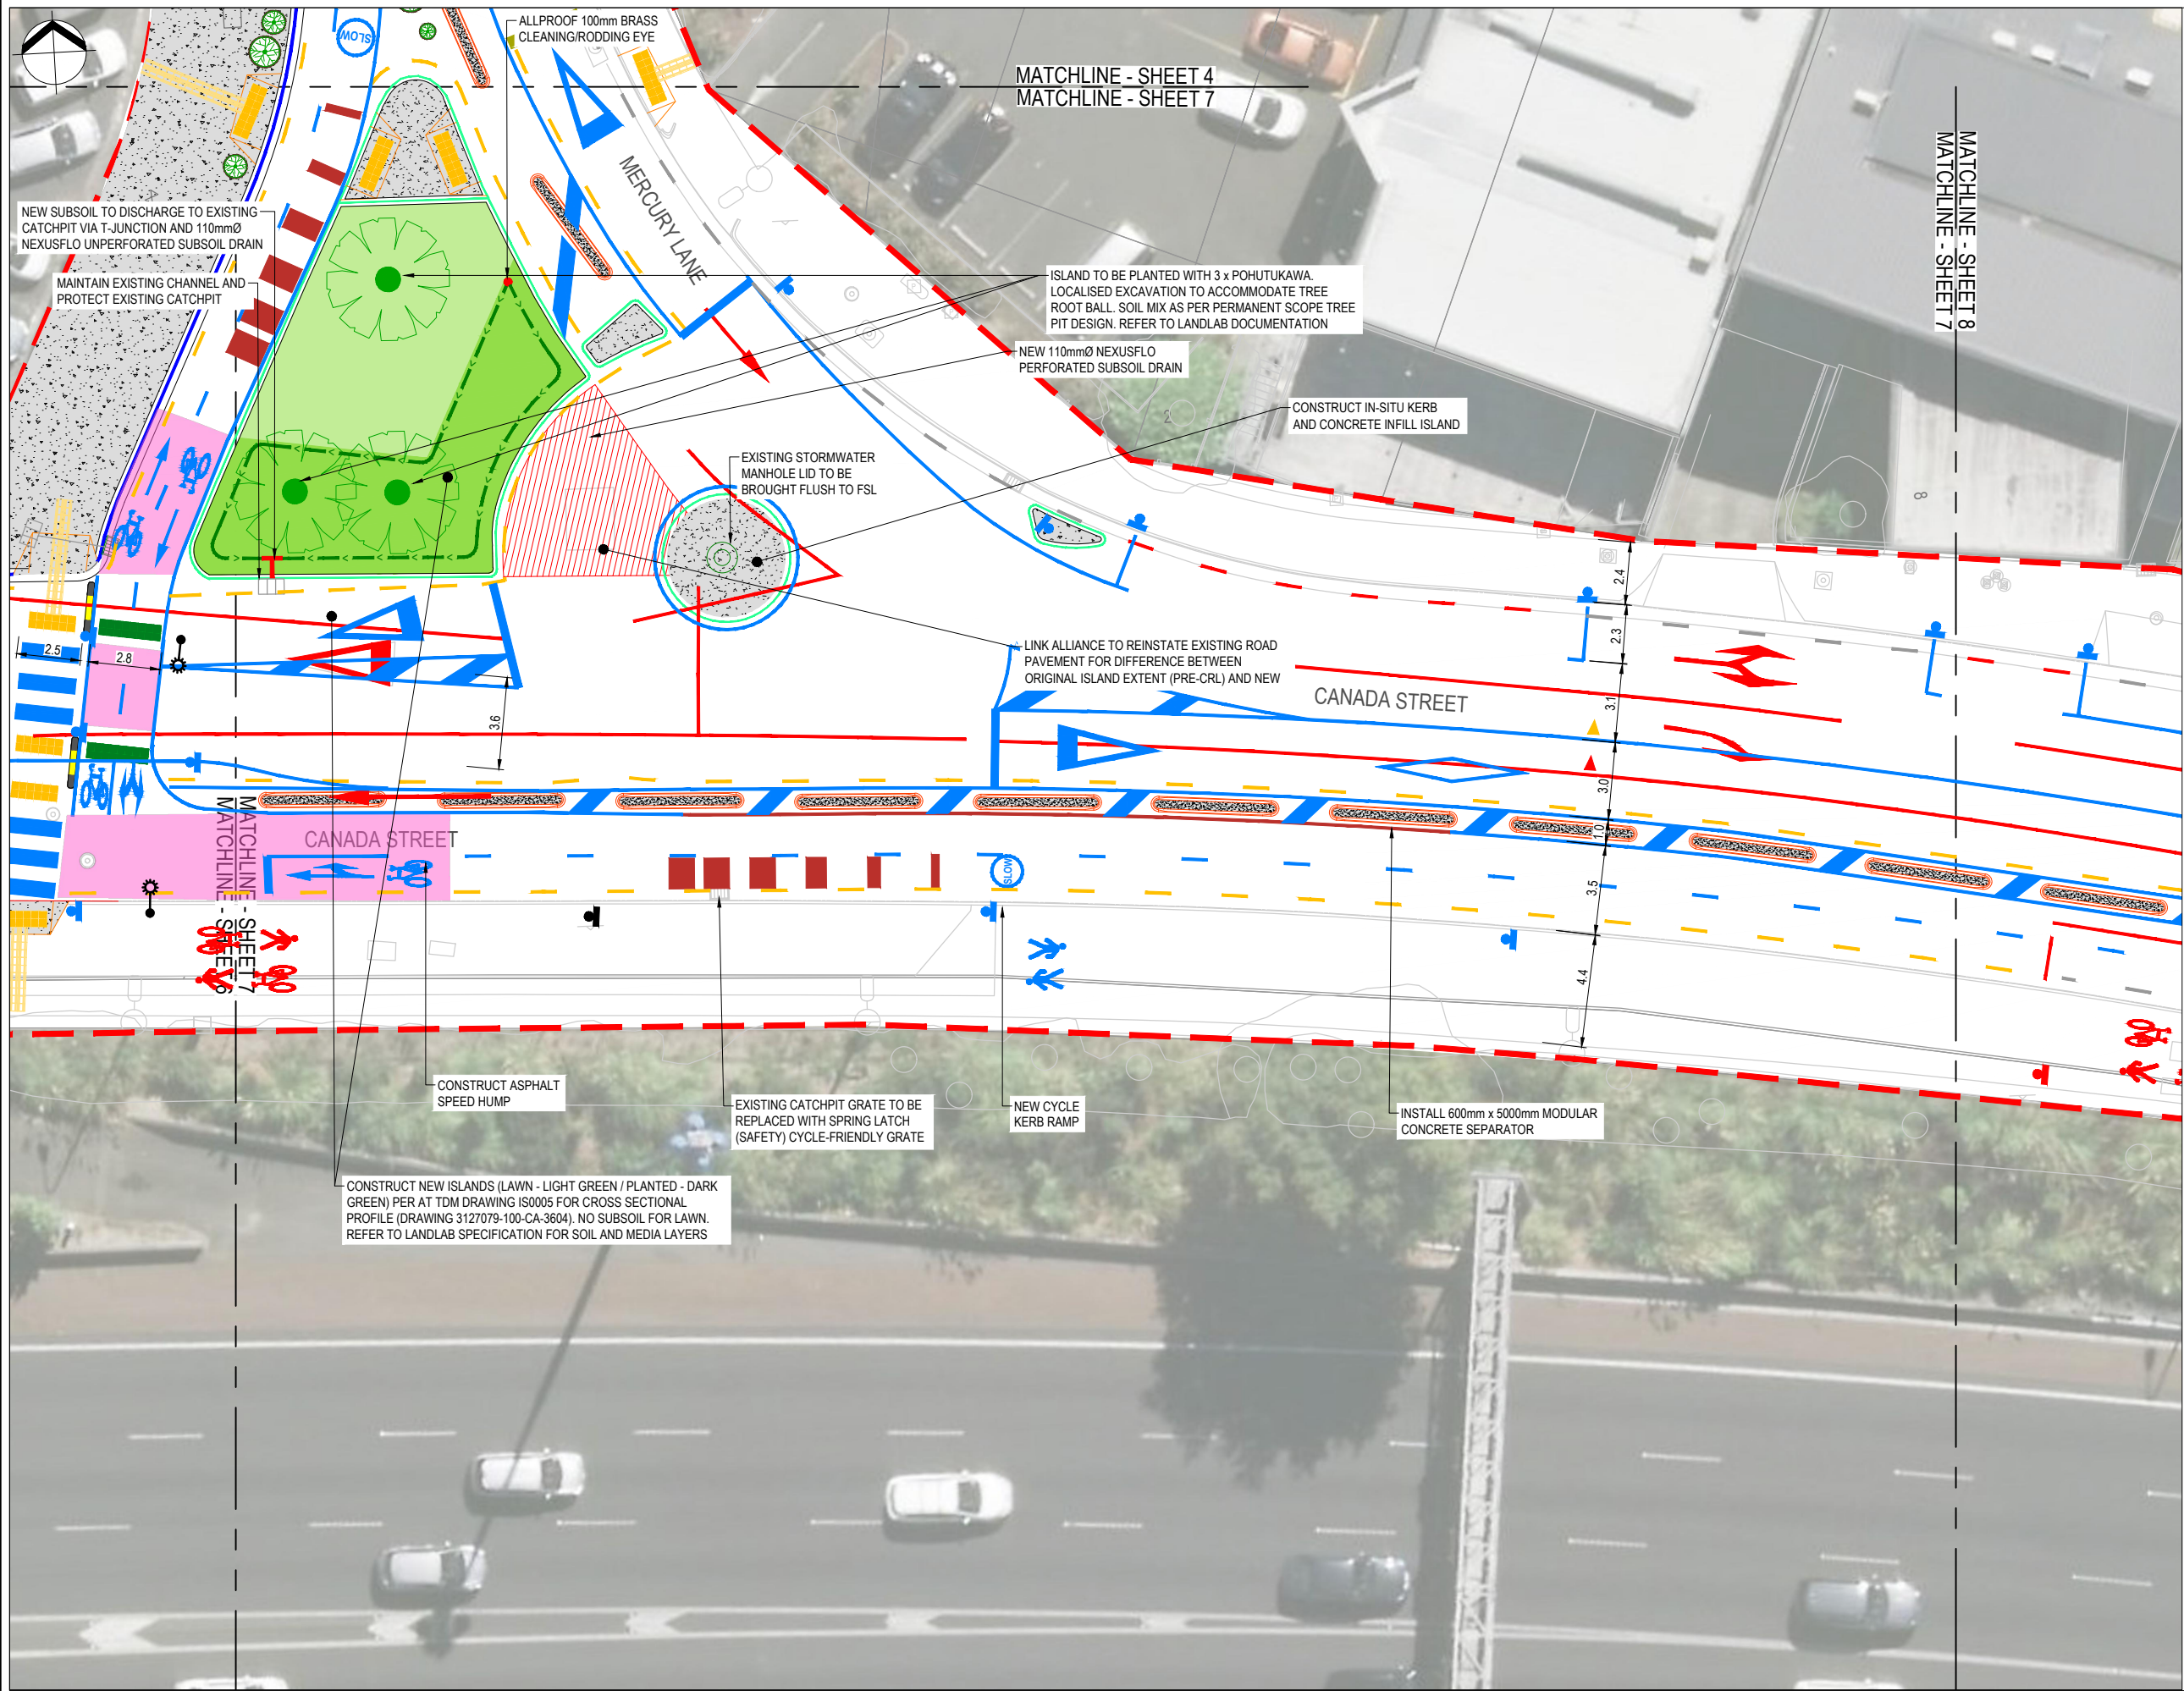 SLOW
ALLPROOF 100mm BRASS
CLEANING/RODDING EYE
MATCHLINE - SHEET 4
MATCHLINE - SHEET 7
MATCHLINE - SHEET 8
MATCHLINE - SHEET 7
MERCURY LANE
NEW SUBSOIL TO DISCHARGE TO EXISTING
CATCHPIT VIA T-JUNCTION AND 110mmØ
NEXUSFLO UNPERFORATED SUBSOIL DRAIN
MAINTAIN EXISTING CHANNEL AND
PROTECT EXISTING CATCHPIT
ISLAND TO BE PLANTED WITH 3 x POHUTUKAWA.
LOCALISED EXCAVATION TO ACCOMMODATE TREE
ROOT BALL. SOIL MIX AS PER PERMANENT SCOPE TREE
PIT DESIGN. REFER TO LANDLAB DOCUMENTATION
NEW 110mmØ NEXUSFLO
PERFORATED SUBSOIL DRAIN
2
CONSTRUCT IN-SITU KERB
AND CONCRETE INFILL ISLAND
EXISTING STORMWATER
MANHOLE LID TO BE
BROUGHT FLUSH TO FSL
8
2.4
2.3
3.1
3.0
1.0
3.5
4.4
2.5
2.8
3.6
LINK ALLIANCE TO REINSTATE EXISTING ROAD
PAVEMENT FOR DIFFERENCE BETWEEN
ORIGINAL ISLAND EXTENT (PRE-CRL) AND NEW
CANADA STREET
CANADA STREET
SLOW
MATCHLINE - SHEET 7
MATCHLINE - SHEET 6
CONSTRUCT ASPHALT
SPEED HUMP
EXISTING CATCHPIT GRATE TO BE
REPLACED WITH SPRING LATCH
(SAFETY) CYCLE-FRIENDLY GRATE
NEW CYCLE
KERB RAMP
INSTALL 600mm x 5000mm MODULAR
CONCRETE SEPARATOR
CONSTRUCT NEW ISLANDS (LAWN - LIGHT GREEN / PLANTED - DARK
GREEN) PER AT TDM DRAWING IS0005 FOR CROSS SECTIONAL
PROFILE (DRAWING 3127079-100-CA-3604). NO SUBSOIL FOR LAWN.
REFER TO LANDLAB SPECIFICATION FOR SOIL AND MEDIA LAYERS